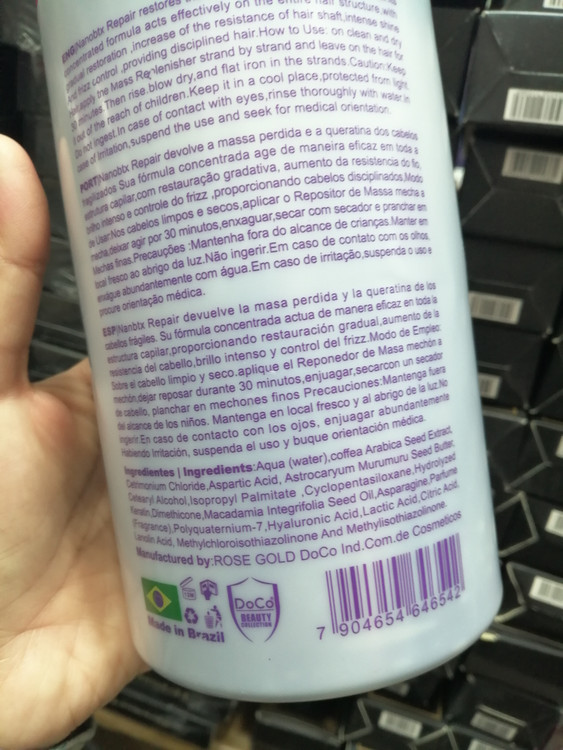 ENG|Nanobtx Repair restores
concentrated formula acts effectively on the entire hair structure,with
gradual restoration ,increase of the resistance of hair shaft,intense shine
and frizz control ,providing disciplined hair.How to Use: on clean and dry
apply the Mass Replenisher strand by strand and leave on the hair for
30 minutes.Then rise.blow dry,and flat iron in the strands.Caution:Keep
it out of the reach of children.Keep it in a cool place,protected from light.
Do not Ingest.In case of contact with eyes,rinse thoroughly with water.in
case of irritation,suspend the use and seek for medical orientation.
PORT|Nanobtx Repair devolve a massa perdida e a queratina dos cabelos
fragilizados Sua fórmula concentrada age de maneira eficaz em toda a
estrutura capilar,com restauração gradativa, aumento da resistencia do fio,
brilho intenso e controle do frizz ,proporcionando cabelos disciplinados.Modo
de Usar:Nos cabelos limpos e secos,aplicar o Repositor de Massa mecha a
mecha,deixar agir por 30 minutos,enxaguar,secar com secador e pranchar em
Mechas finas.Precauções :Mantenha fora do alcance de crianças.Manter em
local fresco ao abrigo da luz.Não ingerir.Em caso de contato com os olhos,
enxágue abundantemente com água.Em caso de irritação,suspenda o uso e
procure orientação médica.
ESP|Nanbtx Repair devuelve la masa perdida y la queratina de los
cabellos frágiles. Su fórmula concentrada actua de manera eficaz en toda la
estructura capilar,proporcionando restauración gradual,aumento de la
resistencia del cabello,brillo intenso y control del frizz.Modo de Empleo:
Sobre el cabello limpio y seco.aplique el Reponedor de Masa mechón a
mechón,dejar reposar durante 30 minutos,enjuagar,secarcon un secador
de cabello, planchar en mechones finos Precauciones:Mantenga fuera
del alcance de los niños. Mantenga en local fresco y al abrigo de la luz.No
ingerir.En caso de contacto con los ojos, enjuagar abundantemente
Habiendo Irritación, suspenda el uso y buque orientación médica.
Ingredientes | Ingredients:Aqua (water),coffea Arabica Seed Extract,
Cetrimonium Chloride,Aspartic Acid, Astrocaryum Murumuru Seed Butter,
Cetearyl Alcohol,Isopropyl Palmitate ,Cyclopentasiloxane,Hydrolyzed
Keratin,Dimethicone,Macadamia Integrifolia Seed Oil,Asparagine,Parfume
(Fragrance),Polyquaternium-7,Hyaluronic Acid,Lactic Acid,Citric Acid,
Lanolin Acid, Methylchloroisothiazolinone And Methylisothiazolinone.
Manufactured by:ROSE GOLD DoCo Ind.Com.de Cosmeticos
Made in Brazil
DoCo
BEAUTY
COLLECTION
7 904654 646542